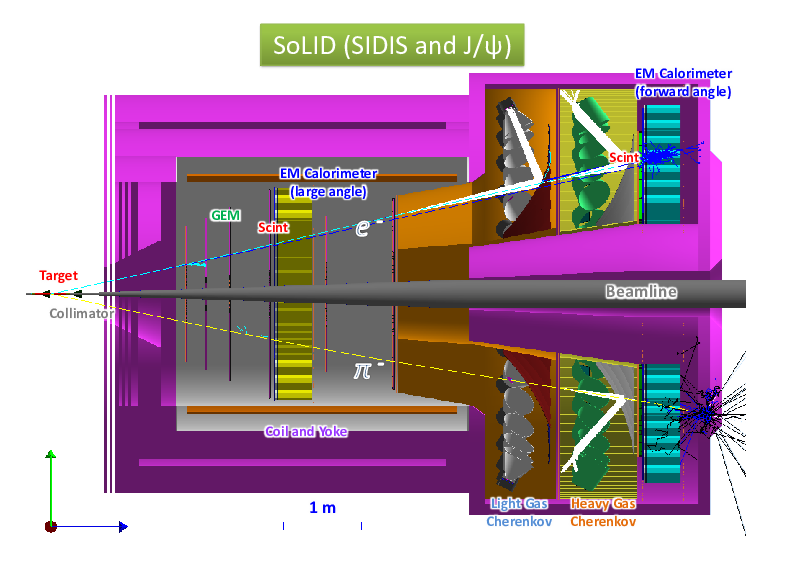 SoLID (SIDIS and J/ψ)
EM Calorimeter
(forward angle)
Scint
EM Calorimeter
(large angle)
GEM
Scint
e-
Target
Beamline
Collimator
π-
Coil and Yoke
Light Gas
Cherenkov
Heavy Gas
Cherenkov
1 m